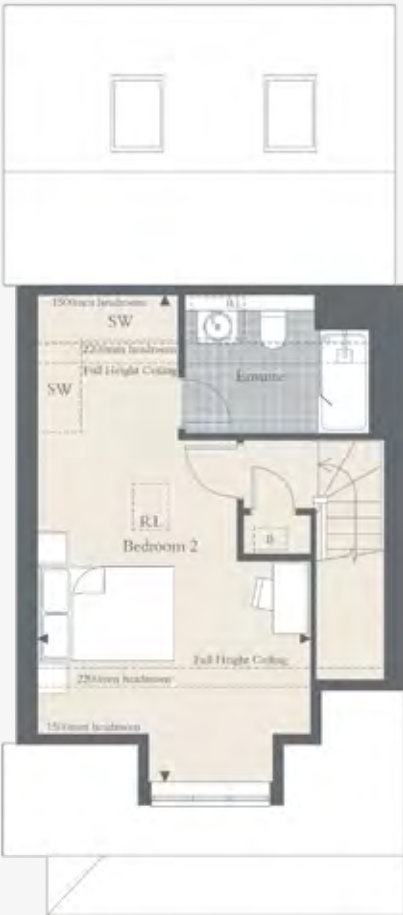 1500mm headroom
R.L
SW
2200mm headroom
Full Height Ceiling
Ensuite
SW
R.L
B
Bedroom 2
Full Height Ceiling
2200mm headroom
1500mm headroom